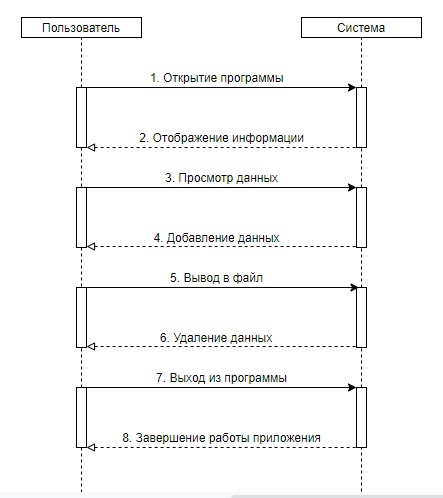 Пользователь
Система
1. Открытие программы
2. Отображение информации
3. Просмотр данных
4. Добавление данных
5. Вывод в файл
6. Удаление данных
7. Выход из программы
8. Завершение работы приложения